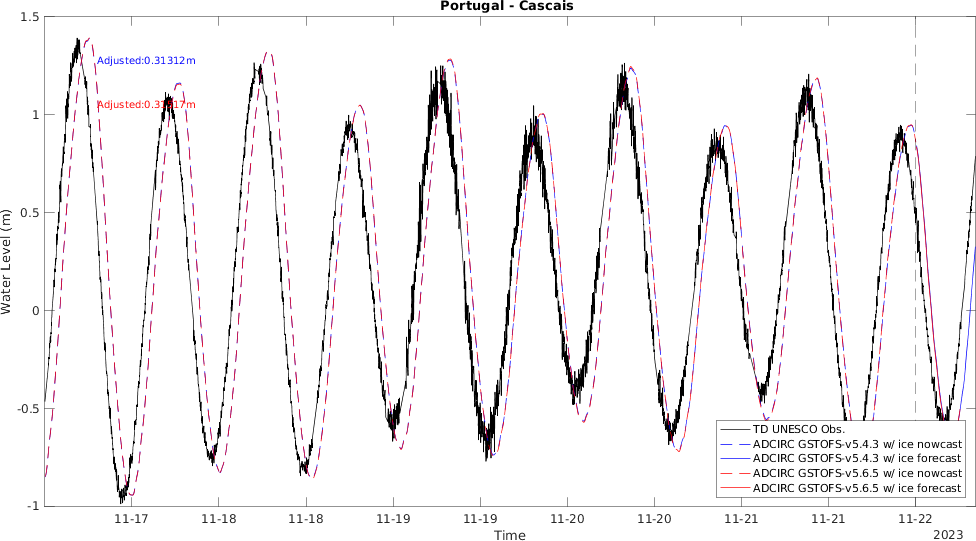 Portugal - Cascais
1.5
1
0.5
0
-0.5
-1
Water Level (m)
Adjusted:0.31312m
TD UNESCO Obs.
ADCIRC GSTOFS-v5.4.3 w/ ice nowcast
ADCIRC GSTOFS-v5.4.3 w/ ice forecast
ADCIRC GSTOFS-v5.6.5 w/ ice nowcast
ADCIRC GSTOFS-v5.6.5 w/ ice forecast
11-17 11-18 11-18 11-19 11-19 11-20 11-20 11-21 11-21 11-22
Time
2023